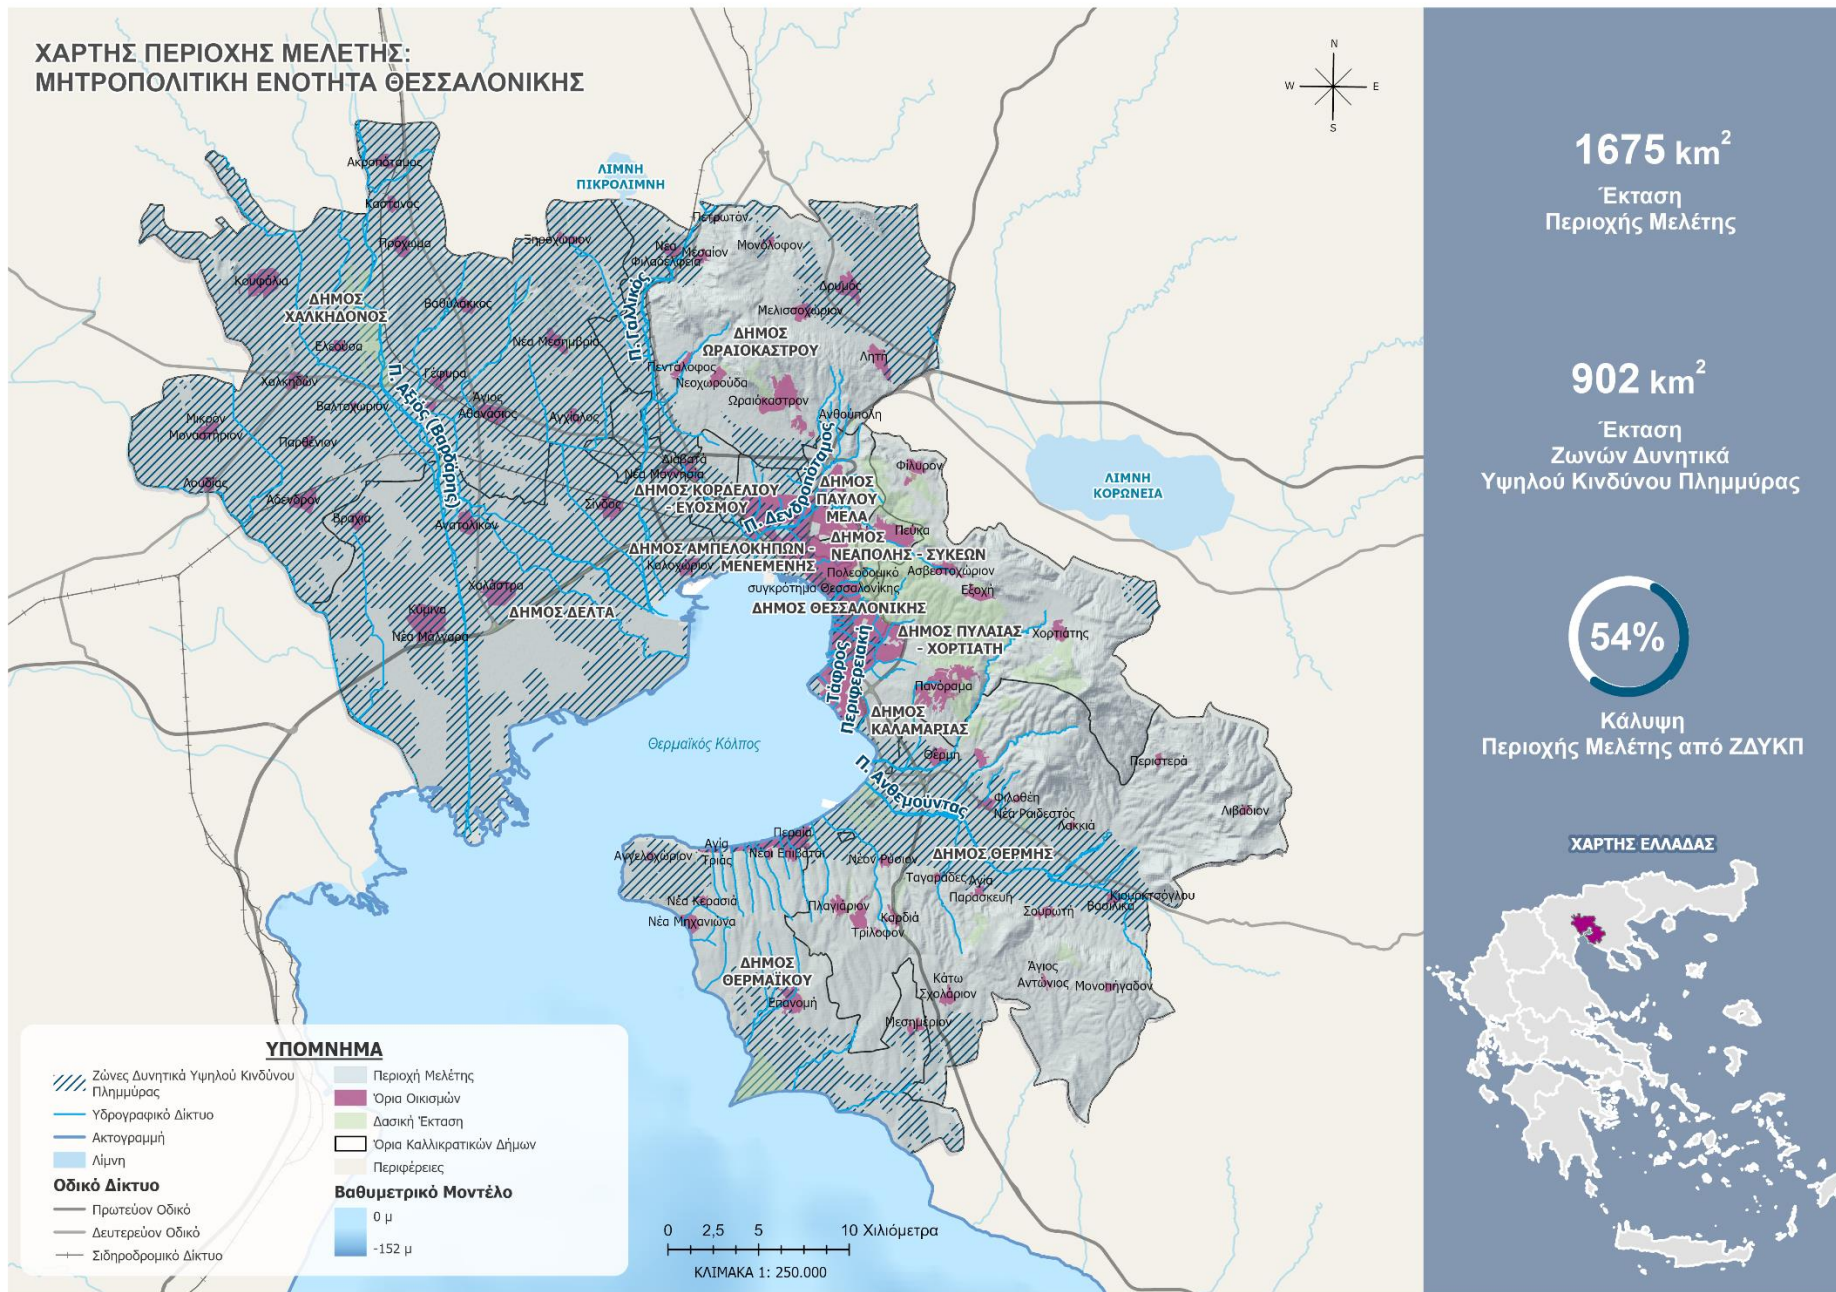 ΧΑΡΤΗΣ ΠΕΡΙΟΧΗΣ ΜΕΛΕΤΗΣ:
ΜΗΤΡΟΠΟΛΙΤΙΚΗ ΕΝΟΤΗΤΑ ΘΕΣΣΑΛΟΝΙΚΗΣ
N
W
E
S
ΛΙΜΝΗ
ΠΙΚΡΟΛΙΜΝΗ
Ακροπόταμος
Καστανάς
Πρόχωμα
Ξηροχώριον
Πετρωτόν
Νέα
Φιλαδέλφεια
Μεσαίον
Μονόλοφον
Κουφάλια
ΔΗΜΟΣ
ΧΑΛΚΗΔΟΝΟΣ
Βαθύλακκος
Π. Γαλλικός
Δρυμός
Μελισσοχώριον
Ελεούσα
Νέα Μεσημβρία
ΔΗΜΟΣ
ΩΡΑΙΟΚΑΣΤΡΟΥ
Λητή
Πεντάλοφος
Νεοχωρούδα
Ωραιόκαστρον
Χαλκηδών
Γέφυρα
Π. Αξιός (Βαρδάρης)
Βαλτοχώριον
Άγιος
Αθανάσιος
Αγχίαλος
Ανθούπολη
Μικρόν
Μοναστήριον
Παρθένιον
Διαβατά
Νέα Μαγνησία
Φίλυρον
ΛΙΜΝΗ
ΚΟΡΩΝΕΙΑ
Λουδίας
Άδενδρον
Βραχιά
Ανατολικόν
Σίνδος
ΔΗΜΟΣ ΚΟΡΔΕΛΙΟΥ
- ΕΥΟΣΜΟΥ
Π. Δενδροπόταμος
ΔΗΜΟΣ
ΠΑΥΛΟΥ
ΜΕΛΑ
Πεύκα
ΔΗΜΟΣ
ΝΕΑΠΟΛΗΣ - ΣΥΚΕΩΝ
ΔΗΜΟΣ ΑΜΠΕΛΟΚΗΠΩΝ -
ΜΕΝΕΜΕΝΗΣ
Καλοχώριον
Πολεοδομικό
συγκρότημα Θεσσαλονίκης
Ασβεστοχώριον
Εξοχή
Χαλάστρα
Κύμινα
Νέα Μάλγαρα
ΔΗΜΟΣ ΔΕΛΤΑ
ΔΗΜΟΣ ΘΕΣΣΑΛΟΝΙΚΗΣ
ΔΗΜΟΣ ΠΥΛΑΙΑΣ
- ΧΟΡΤΙΑΤΗ
Χορτιάτης
Τάφρος
Περιφερειακή
Πανόραμα
ΔΗΜΟΣ
ΚΑΛΑΜΑΡΙΑΣ
Θερμαϊκός Κόλπος
Θέρμη
Περιστερά
Π. Ανθεμούντας
Φιλοθέη
Νέα Ραιδεστός
Λακκιά
Λιβάδιον
Περαία
Αγία
Τριάς
Νέοι Επιβάται
Αγγελοχώριον
Νέον Ρύσιον
ΔΗΜΟΣ ΘΕΡΜΗΣ
Ταγαράδες
Αγία
Παρασκευή
Κιουρκτσόγλου
Βασιλικά
Σουρωτή
Νέα Κερασιά
Νέα Μηχανιώνα
Πλαγιάριον
Καρδιά
Τρίλοφον
ΔΗΜΟΣ
ΘΕΡΜΑΪΚΟΥ
Επανομή
Κάτω
Σχολάριον
Άγιος
Αντώνιος
Μονοπήγαδον
Μεσημέριον
ΥΠΟΜΝΗΜΑ
Ζώνες Δυνητικά Υψηλού Κινδύνου
Πλημμύρας
Υδρογραφικό Δίκτυο
Ακτογραμμή
Λίμνη
Οδικό Δίκτυο
Πρωτεύον Οδικό
Δευτερεύον Οδικό
Σιδηροδρομικό Δίκτυο
Περιοχή Μελέτης
Όρια Οικισμών
Δασική Έκταση
Όρια Καλλικρατικών Δήμων
Περιφέρειες
Βαθυμετρικό Μοντέλο
0 μ
-152 μ
0 2,5 5 10 Χιλιόμετρα
ΚΛΙΜΑΚΑ 1: 250.000
1675 km²
Έκταση
Περιοχής Μελέτης
902 km²
Έκταση
Ζωνών Δυνητικά
Υψηλού Κινδύνου Πλημμύρας
54%
Κάλυψη
Περιοχής Μελέτης από ΖΔΥΚΠ
ΧΑΡΤΗΣ ΕΛΛΑΔΑΣ